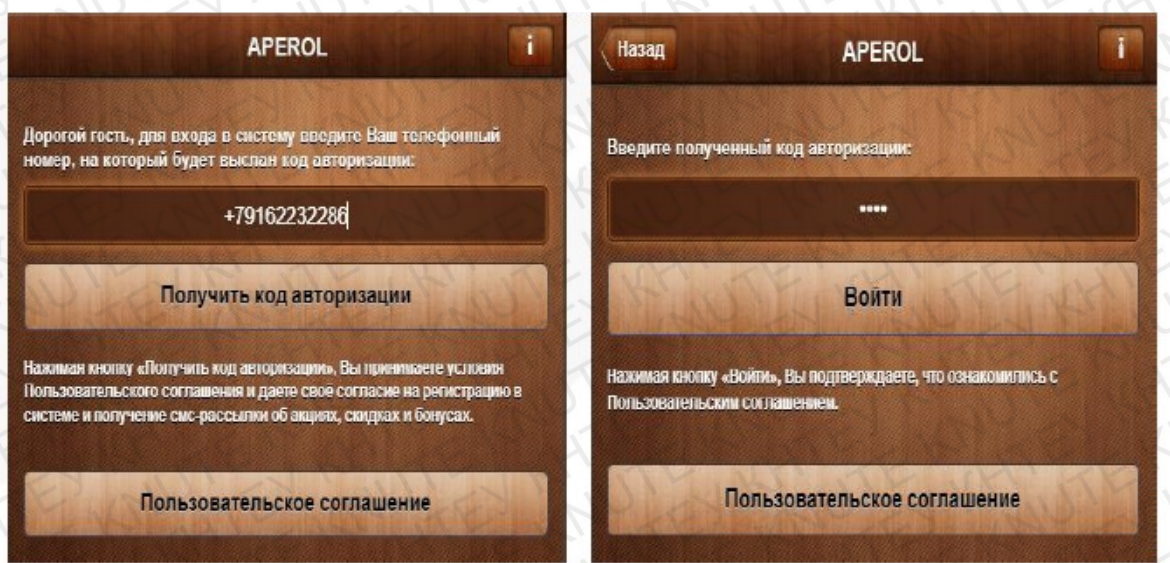 APEROL
i
Дорогой гость, для входа в систему введите Ваш телефонный
номер, на который будет выслан код авторизации:
+79162232286
Получить код авторизации
Нажимая кнопку «Получить код авторизации», Вы принимаете условия
Пользовательского соглашения и даете своё согласие на регистрацию в
системе и получение смс-рассылки об акциях, скидках и бонусах.
Пользовательское соглашение
Назад
APEROL
i
Введите полученный код авторизации:
••••
Войти
Нажимая кнопку «Войти», Вы подтверждаете, что ознакомились с
Пользовательским соглашением.
Пользовательское соглашение